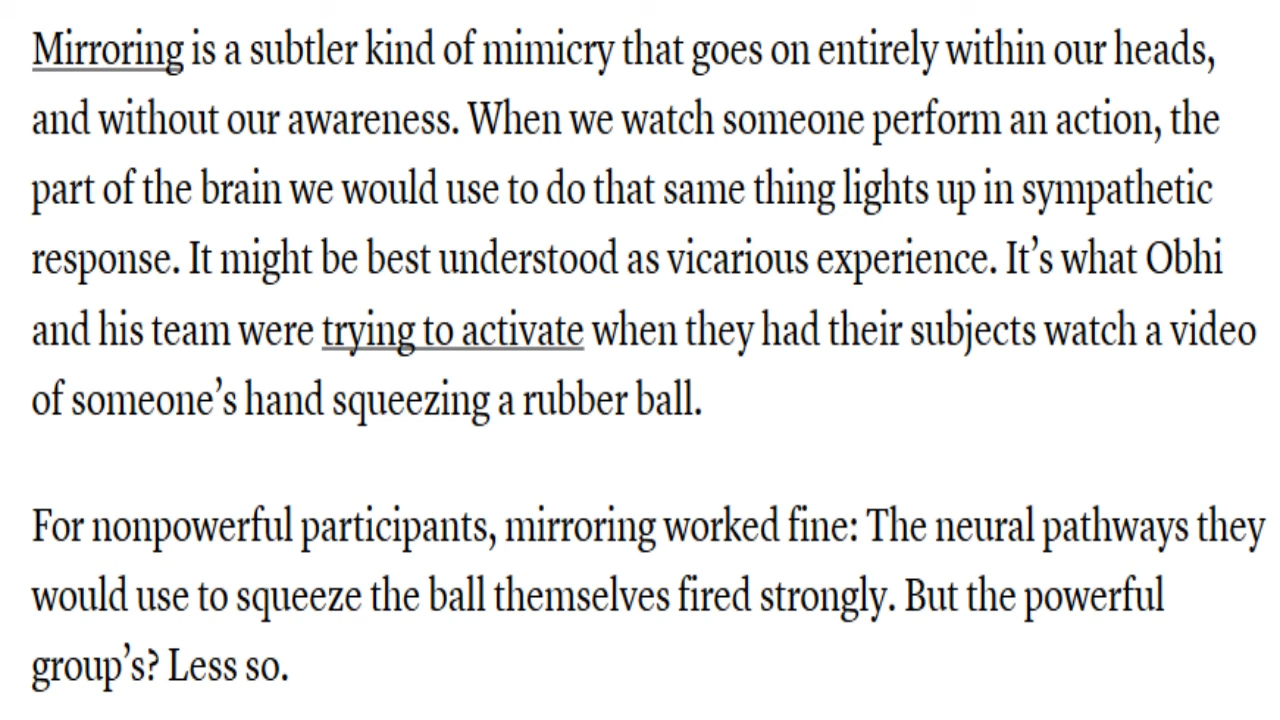 Mirroring is a subtler kind of mimicry that goes on entirely within our heads,
and without our awareness. When we watch someone perform an action, the
part of the brain we would use to do that same thing lights up in sympathetic
response. It might be best understood as vicarious experience. It’s what Obhi
and his team were trying to activate when they had their subjects watch a video
of someone’s hand squeezing a rubber ball.
For nonpowerful participants, mirroring worked fine: The neural pathways they
would use to squeeze the ball themselves fired strongly. But the powerful
group’s? Less so.